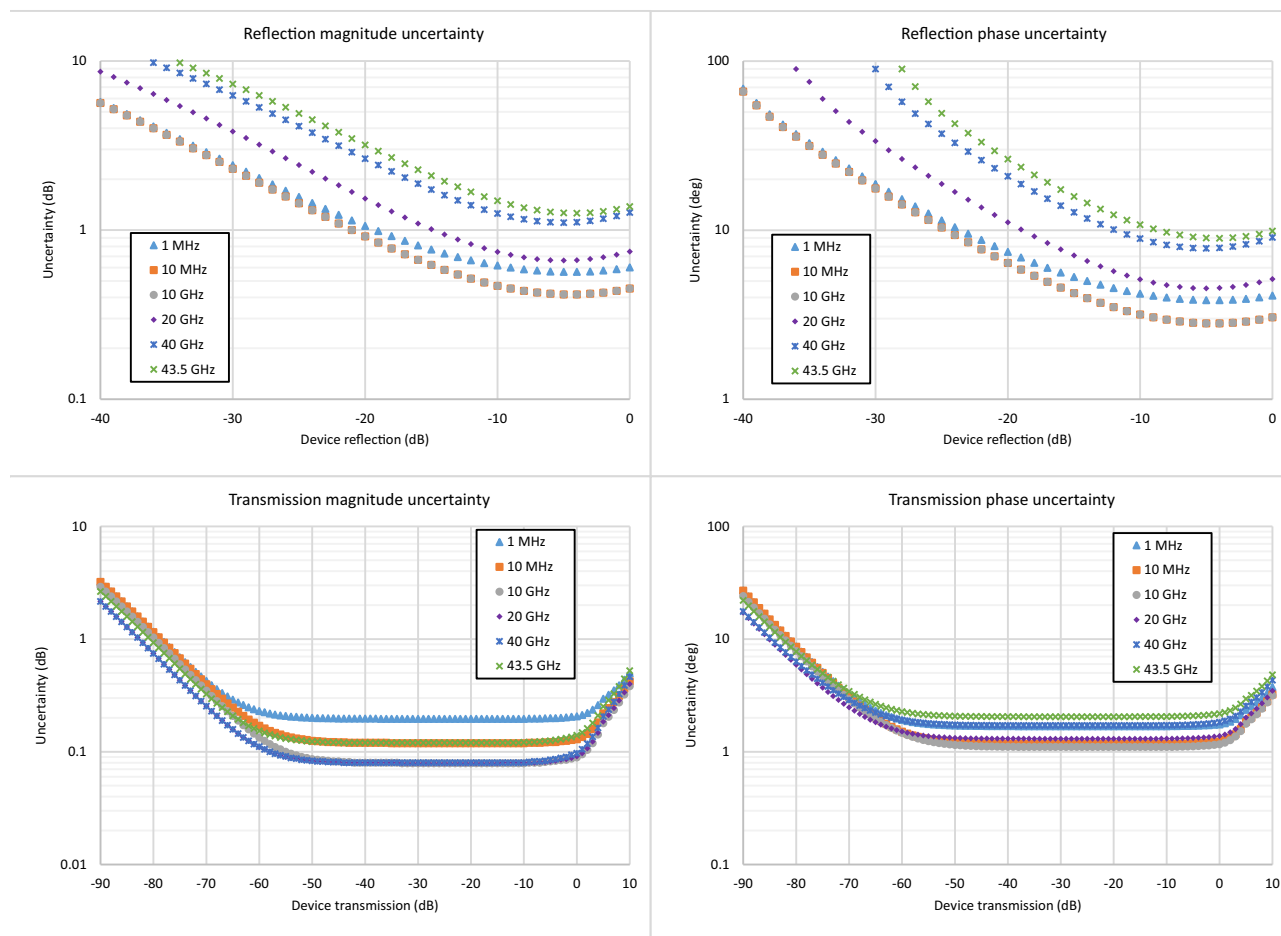 Reflection magnitude uncertainty
10
1
0.1
Uncertainty (dB)
1 MHz
10 MHz
10 GHz
20 GHz
40 GHz
43.5 GHz
-40
-30
-20
-10
0
Device reflection (dB)
Reflection phase uncertainty
100
10
1
Uncertainty (deg)
1 MHz
10 MHz
10 GHz
20 GHz
40 GHz
43.5 GHz
-40
-30
-20
-10
0
Device reflection (dB)
Transmission magnitude uncertainty
10
1
0.1
0.01
Uncertainty (dB)
1 MHz
10 MHz
10 GHz
20 GHz
40 GHz
43.5 GHz
-90
-80
-70
-60
-50
-40
-30
-20
-10
0
10
Device transmission (dB)
Transmission phase uncertainty
100
10
1
0.1
Uncertainty (deg)
1 MHz
10 MHz
10 GHz
20 GHz
40 GHz
43.5 GHz
-90
-80
-70
-60
-50
-40
-30
-20
-10
0
10
Device transmission (dB)